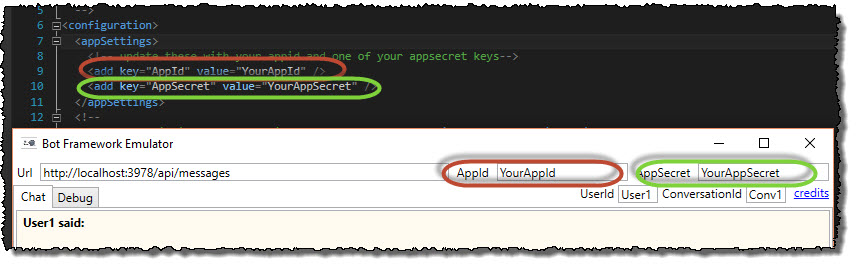 5 -->
6 <configuration>
7 <appSettings>
8 <!-- update these with your appid and one of your appsecret keys-->
9 <add key="AppId" value="YourAppId" />
10 <add key="AppSecret" value="YourAppSecret" />
11 </appSettings>
12 <!--
Bot Framework Emulator
Url http://localhost:3978/api/messages AppId YourAppId AppSecret YourAppSecret
UserId User1 ConversationId Conv1 credits
Chat Debug
User1 said: